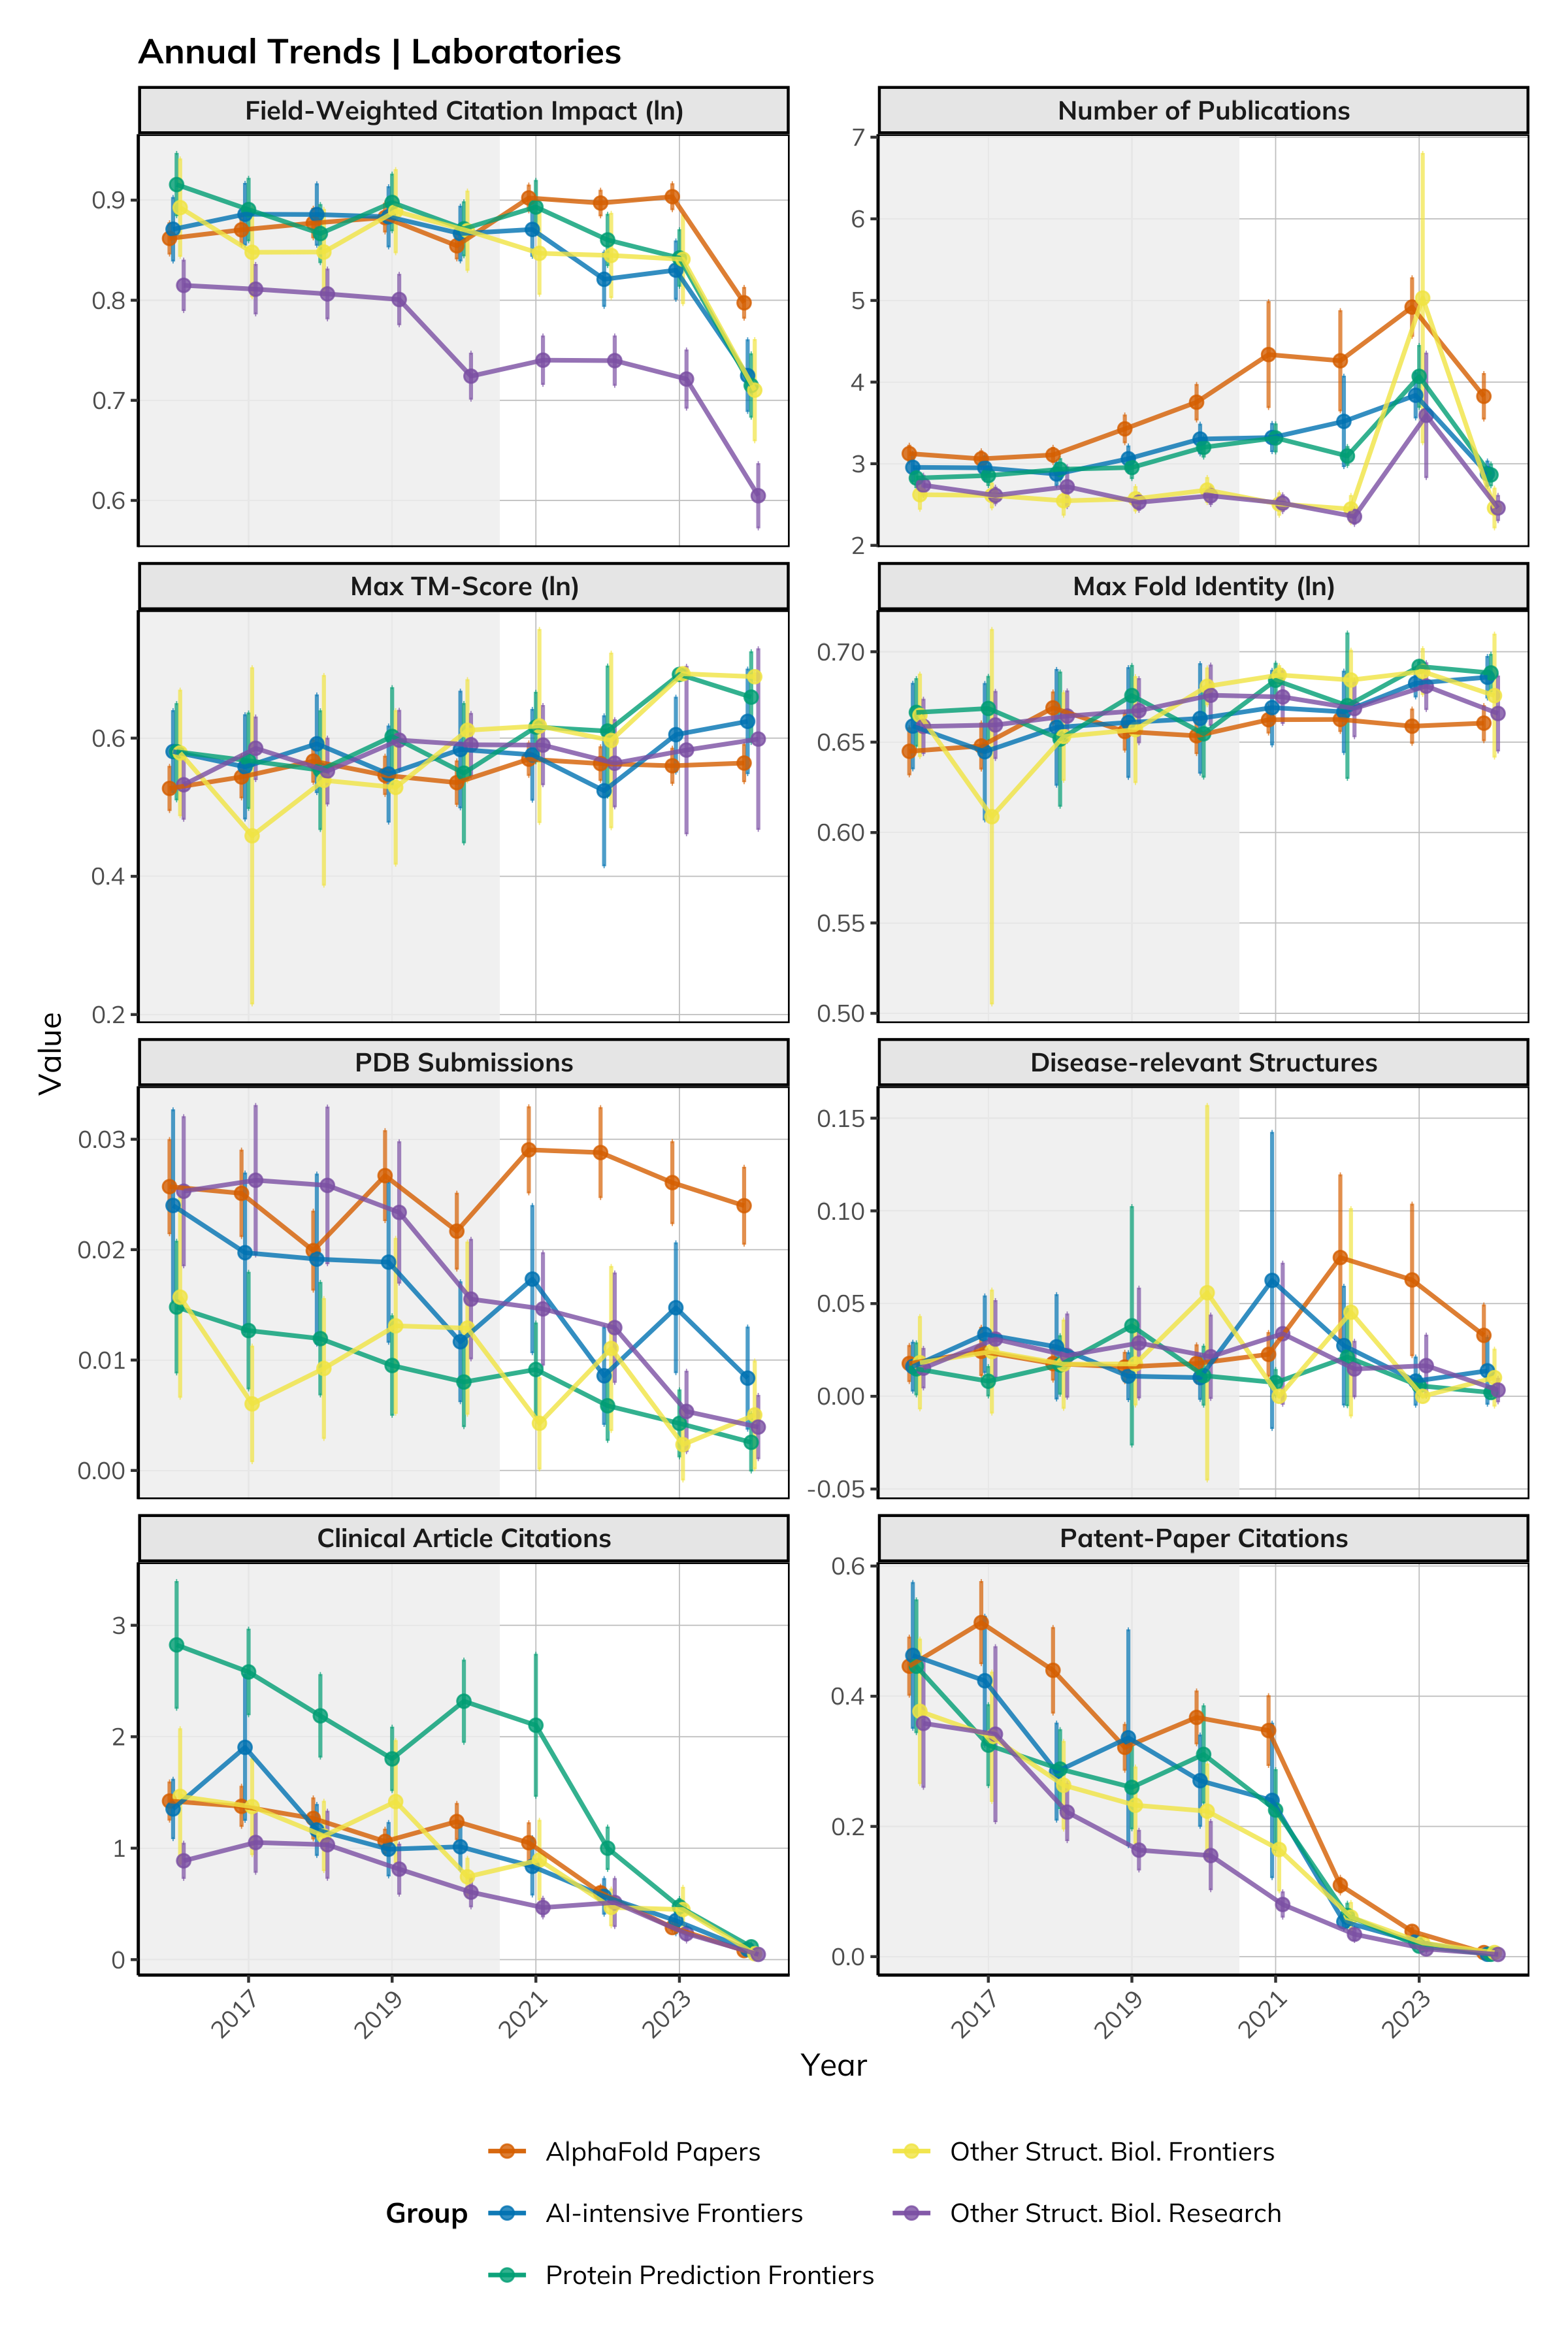 Annual Trends | Laboratories
Field-Weighted Citation Impact (ln)
Number of Publications
0.9
0.8
0.7
0.6
7
6
5
4
3
2
Max TM-Score (ln)
Max Fold Identity (ln)
0.6
0.4
0.2
0.70
0.65
0.60
0.55
0.50
Value
PDB Submissions
Disease-relevant Structures
0.03
0.02
0.01
0.00
0.15
0.10
0.05
0.00
-0.05
Clinical Article Citations
Patent-Paper Citations
3
2
1
0
0.6
0.4
0.2
0.0
2017
2019
2021
2023
2017
2019
2021
2023
Year
Group
AlphaFold Papers
AI-intensive Frontiers
Protein Prediction Frontiers
Other Struct. Biol. Frontiers
Other Struct. Biol. Research